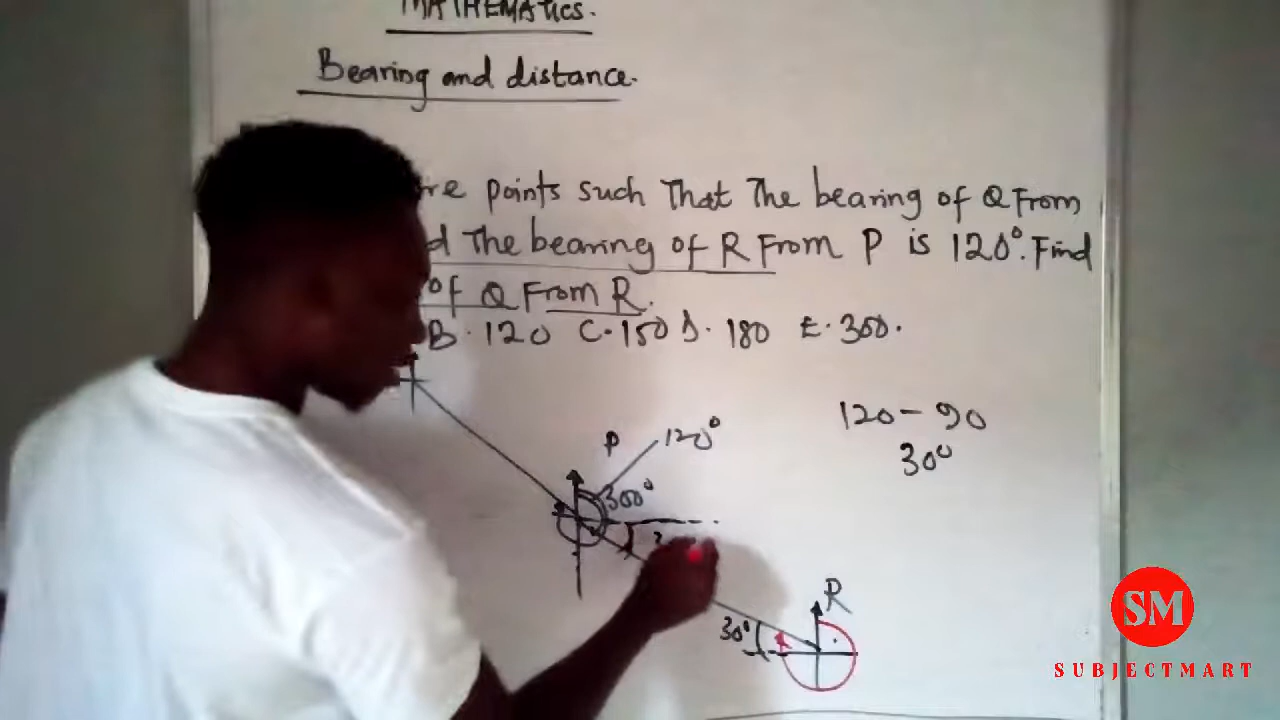 MATHEMATICS.
Bearing and distance.
points such That The bearing of Q From
The bearing of R From P is 120°. Find
of Q From R.
B. 120 C. 150 D. 180 E. 300.
120 - 90
30°
P
120°
300°
R
30°
SM
SUBJECTMART